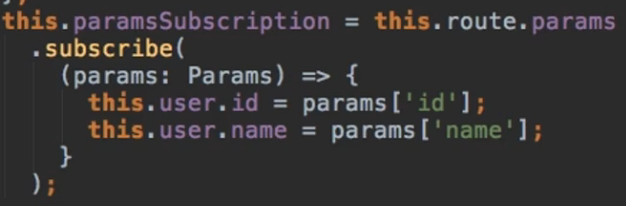 this.paramsSubscription = this.route.params
  .subscribe(
    (params: Params) => {
      this.user.id = params['id'];
      this.user.name = params['name'];
    }
  );